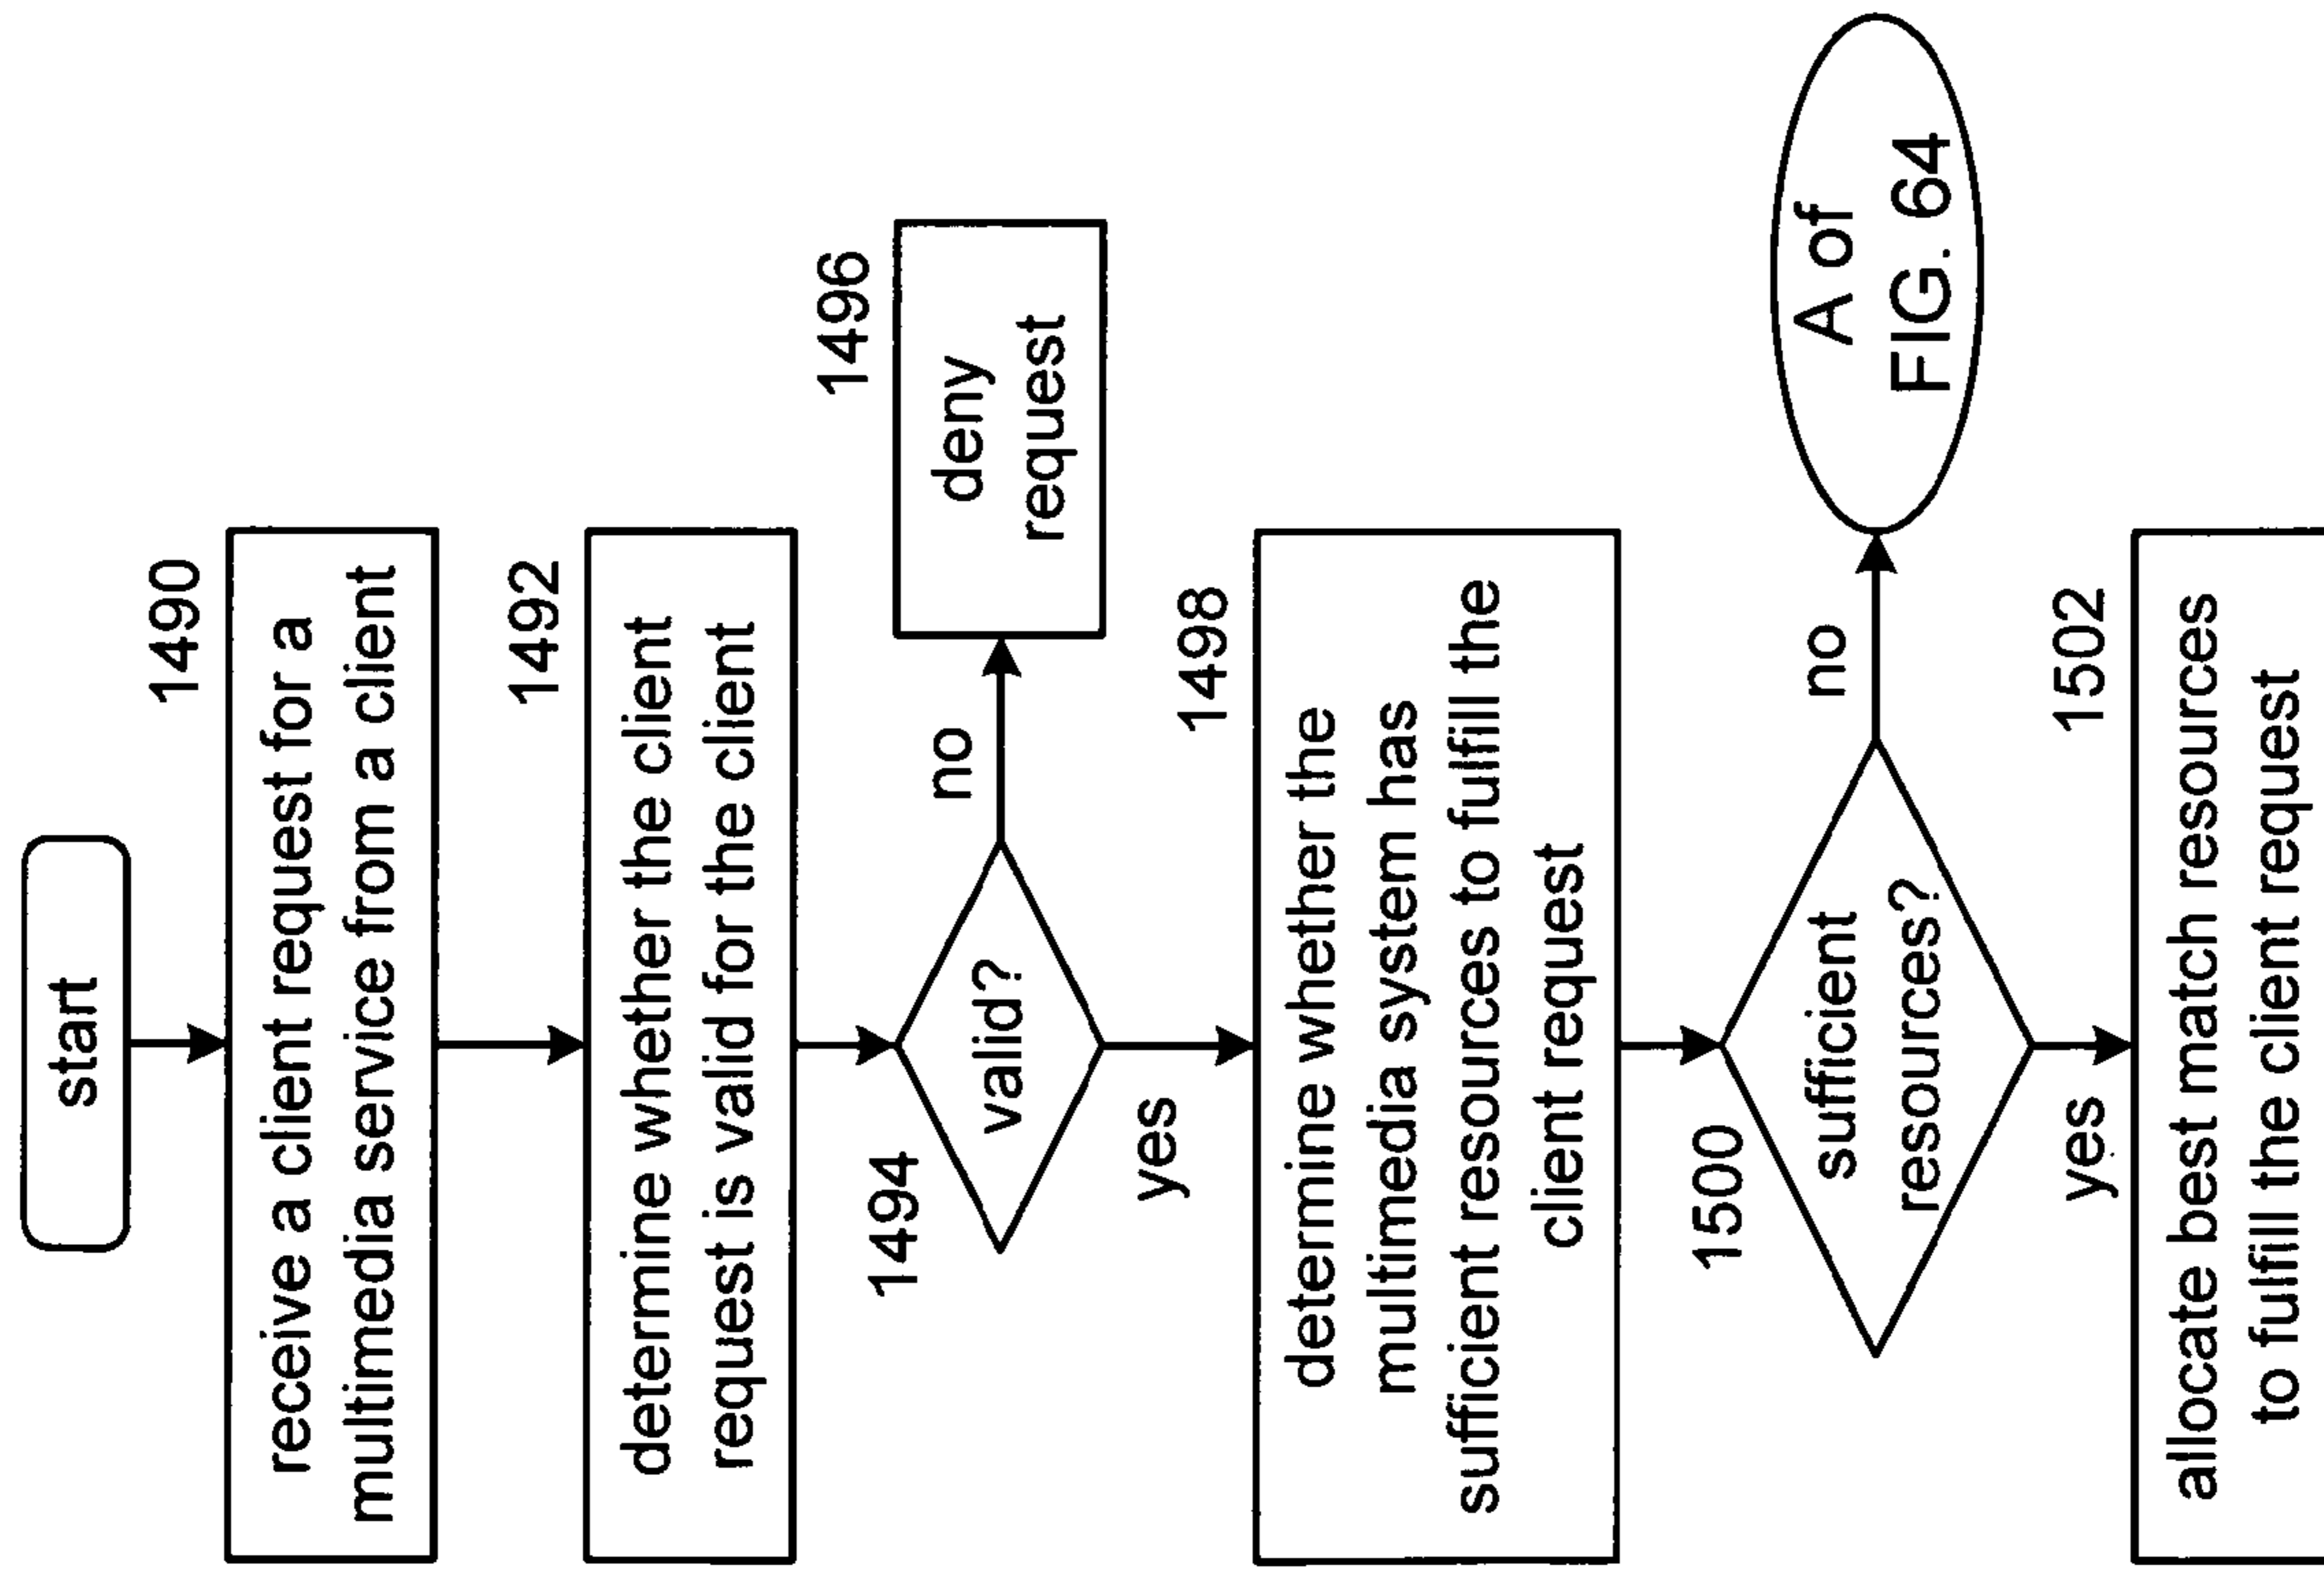 start
1490
receive a client request for a
multimedia service from a client
1492
determine whether the client
request is valid for the client
1494
valid?
no
1496
deny
request
yes
1498
determine whether the
multimedia system has
sufficient resources to fulfill the
client request
1500
sufficient
resources?
no
A of
FIG. 64
yes
1502
allocate best match resources
to fulfill the client request